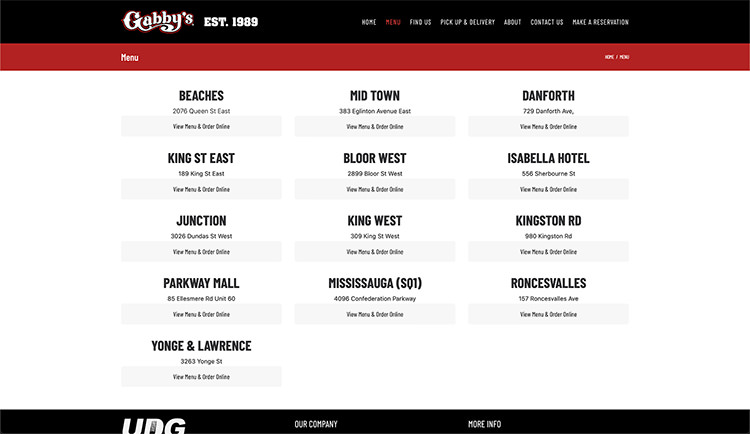 Gabby's EST. 1989
HOME MENU FIND US PICK UP & DELIVERY ABOUT CONTACT US MAKE A RESERVATION
Menu
HOME / MENU
BEACHES
2076 Queen St East
View Menu & Order Online
MID TOWN
383 Eglinton Avenue East
View Menu & Order Online
DANFORTH
729 Danforth Ave,
View Menu & Order Online
KING ST EAST
189 King St East
View Menu & Order Online
BLOOR WEST
2899 Bloor St West
View Menu & Order Online
ISABELLA HOTEL
556 Sherbourne St
View Menu & Order Online
JUNCTION
3026 Dundas St West
View Menu & Order Online
KING WEST
309 King St West
View Menu & Order Online
KINGSTON RD
980 Kingston Rd
View Menu & Order Online
PARKWAY MALL
85 Ellesmere Rd Unit 60
View Menu & Order Online
MISSISSAUGA (SQ1)
4096 Confederation Parkway
View Menu & Order Online
RONCESVALLES
157 Roncesvalles Ave
View Menu & Order Online
YONGE & LAWRENCE
3263 Yonge St
View Menu & Order Online
UDG
OUR COMPANY
MORE INFO